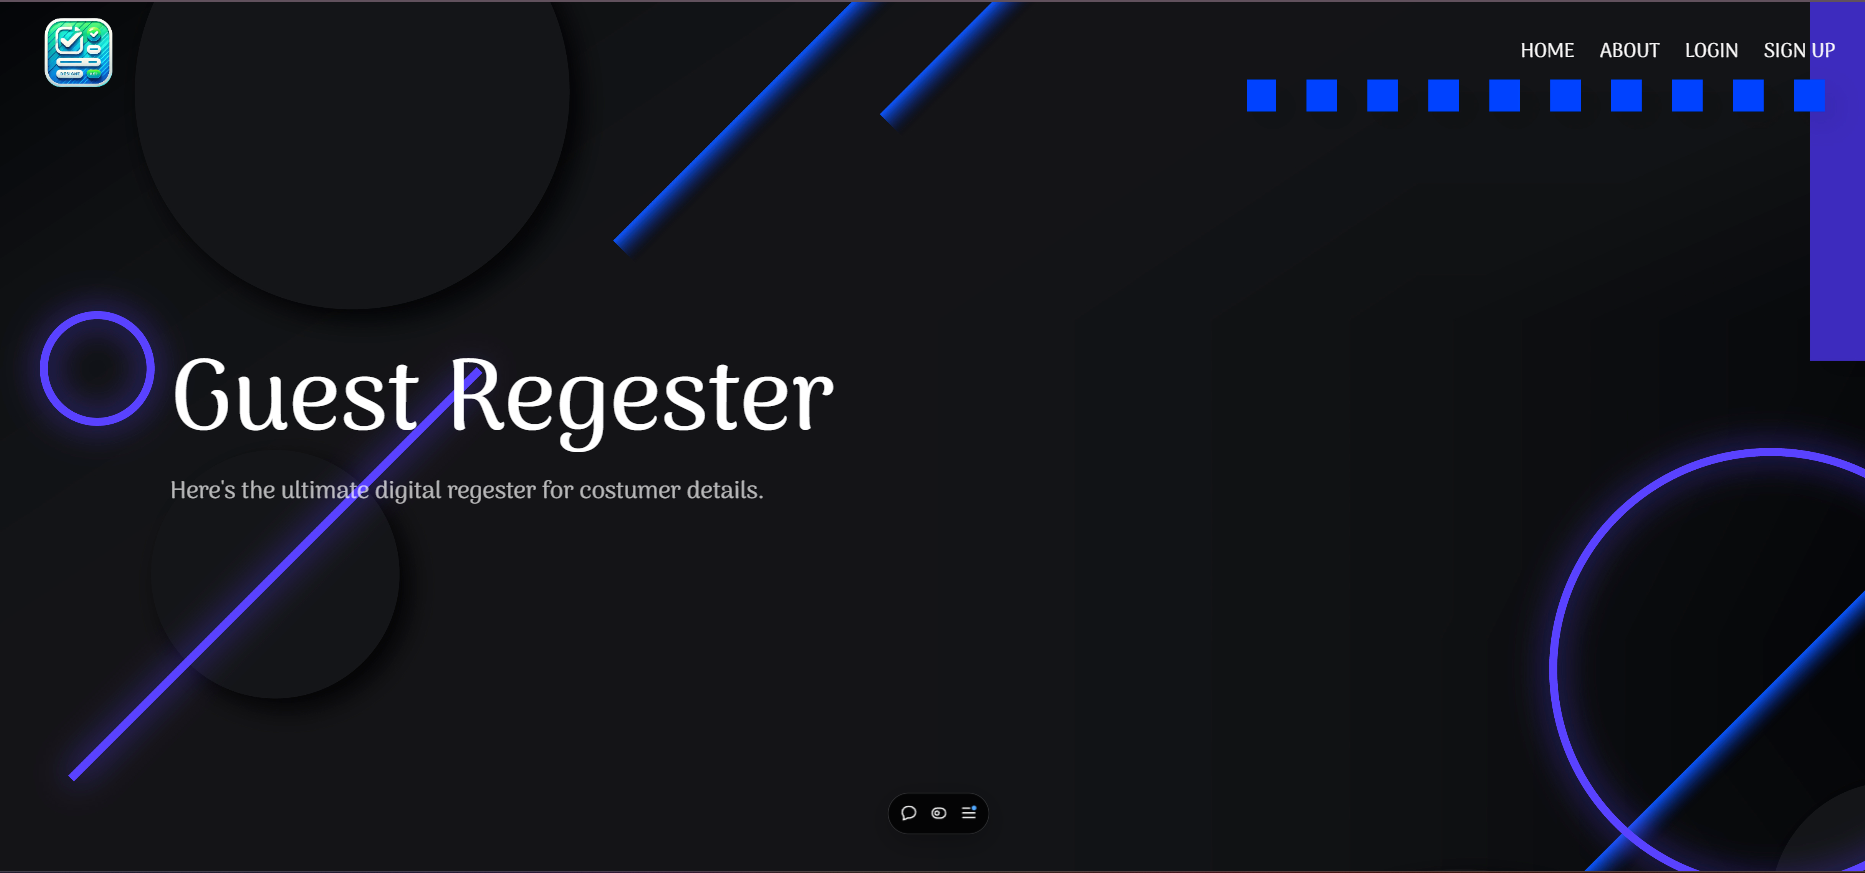 HOME ABOUT LOGIN SIGN UP
Guest Regester
Here's the ultimate digital regester for costumer details.